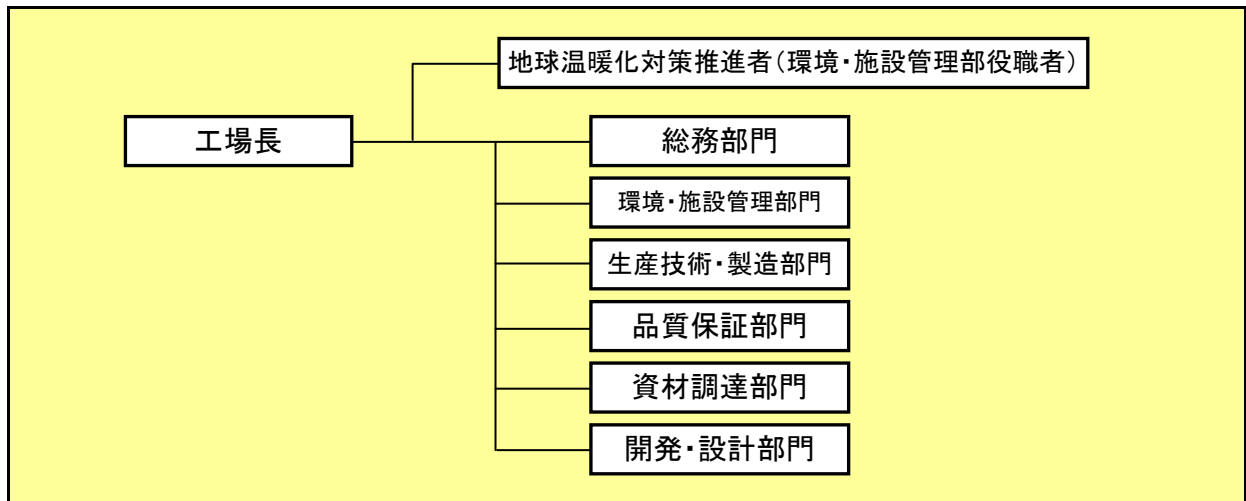 地球温暖化対策推進者(環境・施設管理部役職者)
工場長
総務部門
環境・施設管理部門
生産技術・製造部門
品質保証部門
資材調達部門
開発・設計部門